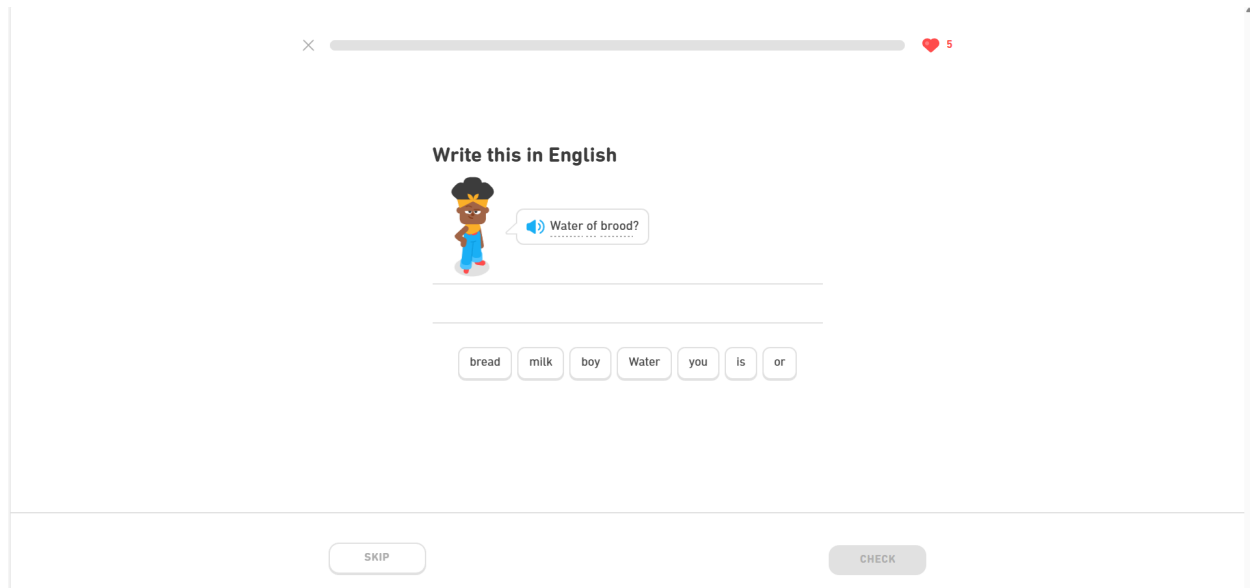 5
Write this in English
Water of brood?
bread milk boy Water you is or
SKIP CHECK